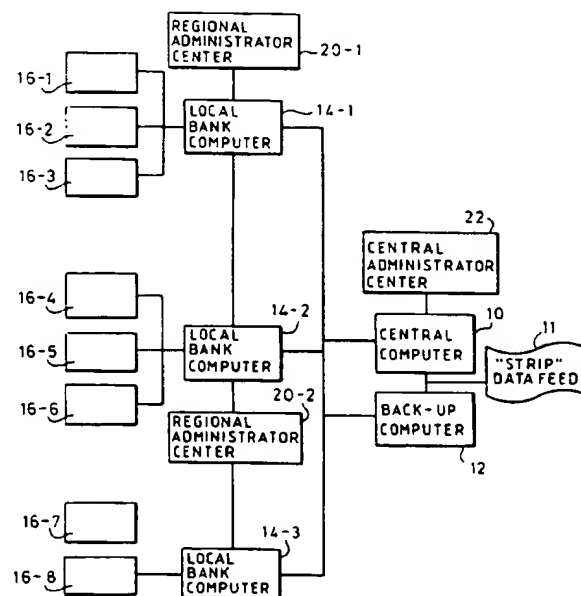 REGIONAL
ADMINISTRATOR
CENTER
20-1
16-1
16-2
16-3
LOCAL
BANK
COMPUTER
14-1
22
CENTRAL
ADMINISTRATOR
CENTER
16-4
16-5
16-6
LOCAL
BANK
COMPUTER
14-2
10
CENTRAL
COMPUTER
11
"STRIP"
DATA FEED
BACK-UP
COMPUTER
12
20-2
REGIONAL
ADMINISTRATOR
CENTER
16-7
16-8
LOCAL
BANK
COMPUTER
14-3